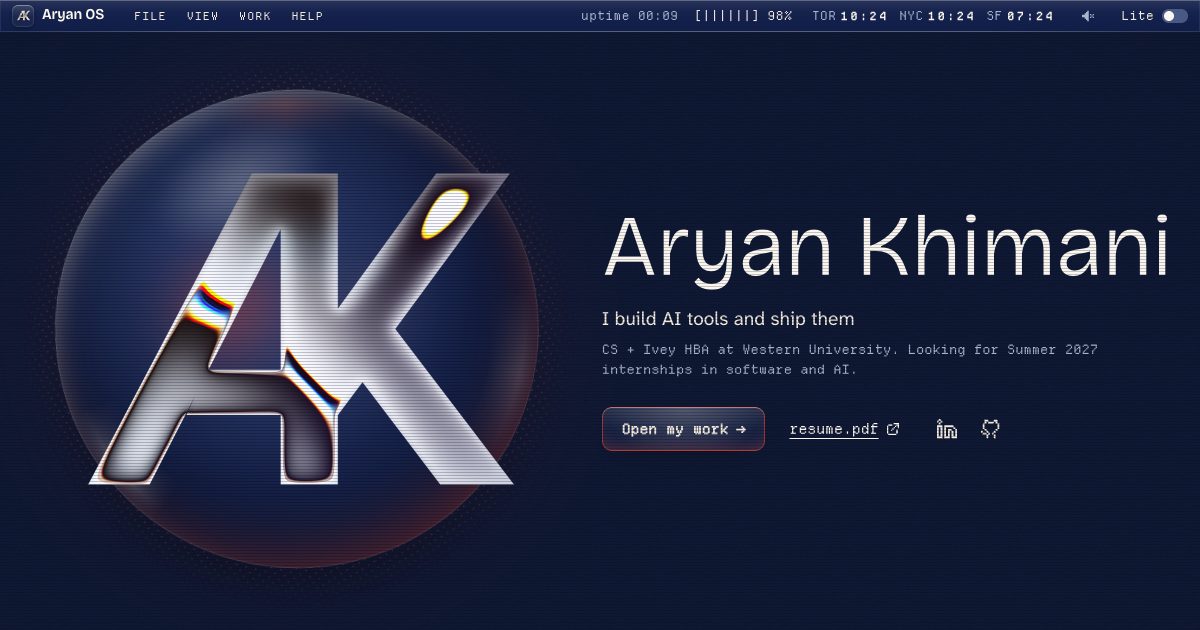 AK Aryan OS FILE VIEW WORK HELP uptime 00:09 [||||||] 98% TOR 10:24 NYC 10:24 SF 07:24 Lite
AK
Aryan Khimani
I build AI tools and ship them
CS + Ivey HBA at Western University. Looking for Summer 2027
internships in software and AI.
Open my work → resume.pdf in